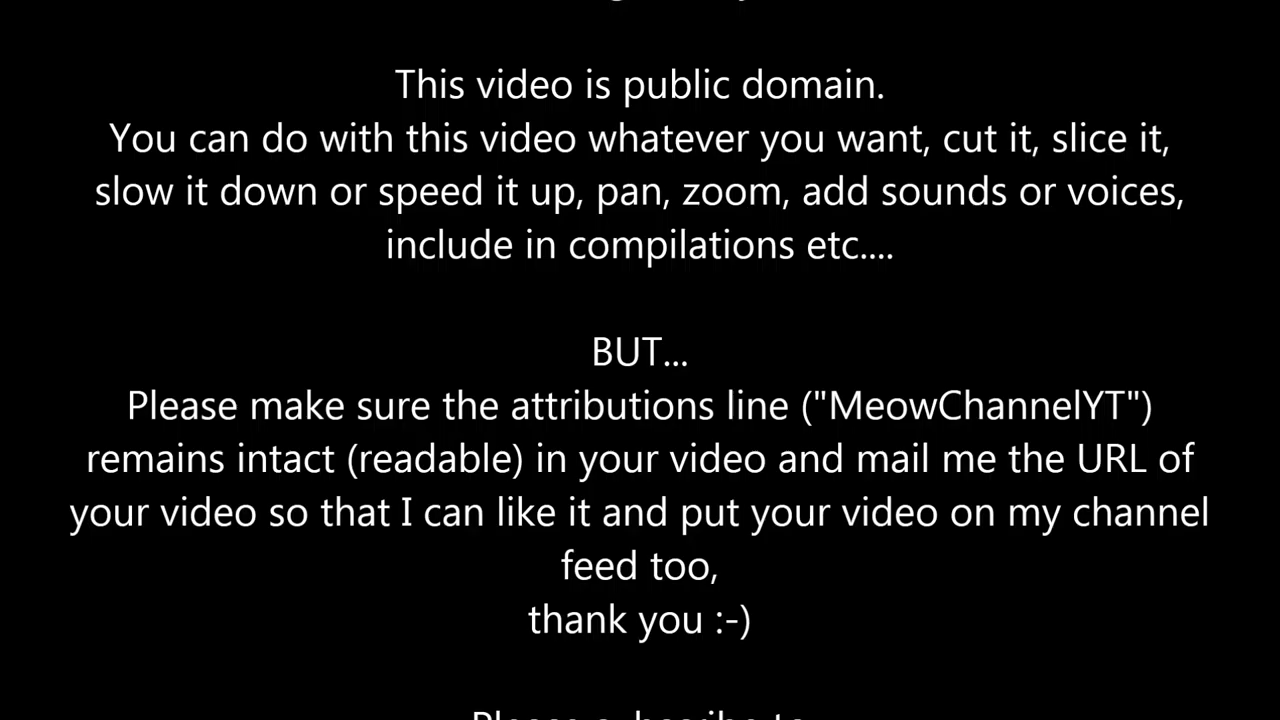 This video is public domain.
You can do with this video whatever you want, cut it, slice it,
slow it down or speed it up, pan, zoom, add sounds or voices,
include in compilations etc....
BUT...
Please make sure the attributions line ("MeowChannelYT")
remains intact (readable) in your video and mail me the URL of
your video so that I can like it and put your video on my channel
feed too,
thank you :-)
Please subscribe to